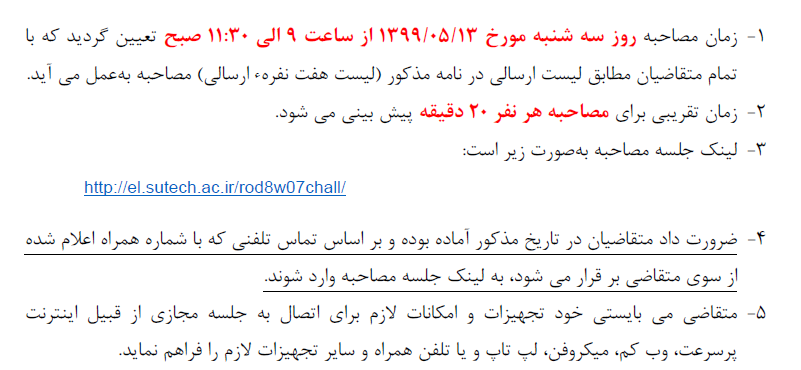 ۱- زمان مصاحبه روز سه شنبه مورخ ۱۳۹۹/۰۵/۱۳ از ساعت ۹ الی ۱۱:۳۰ صبح تعیین گردید که با
تمام متقاضیان مطابق لیست ارسالی در نامه مذکور (لیست هفت نفرهء ارسالی) مصاحبه به‌عمل می آید.
۲- زمان تقریبی برای مصاحبه هر نفر ۲۰ دقیقه پیش بینی می شود.
۳- لینک جلسه مصاحبه به‌صورت زیر است:
http://el.sutech.ac.ir/rod8w07chall/
۴- ضرورت داد متقاضیان در تاریخ مذکور آماده بوده و بر اساس تماس تلفنی که با شماره همراه اعلام شده
از سوی متقاضی بر قرار می شود، به لینک جلسه مصاحبه وارد شوند.
۵- متقاضی می بایستی خود تجهیزات و امکانات لازم برای اتصال به جلسه مجازی از قبیل اینترنت
پرسرعت، وب کم، میکروفن، لپ تاپ و یا تلفن همراه و سایر تجهیزات لازم را فراهم نماید.